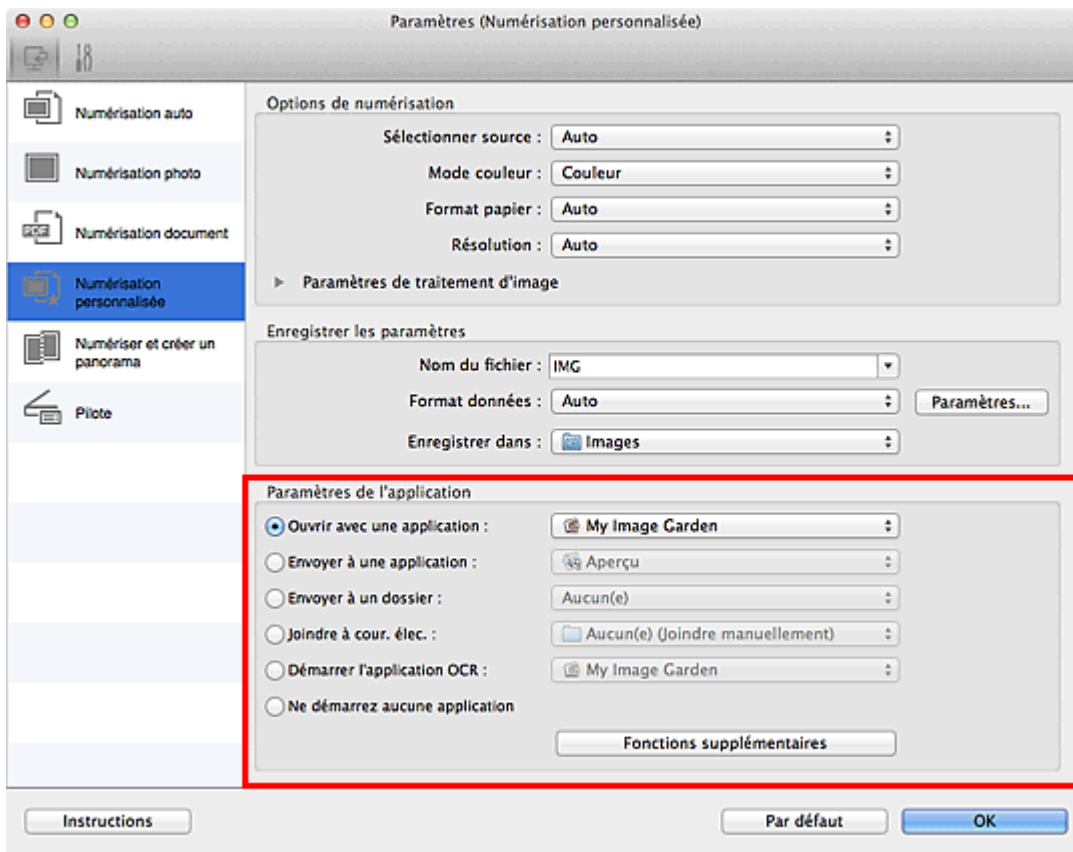 Paramètres (Numérisation personnalisée)
Numérisation auto
Numérisation photo
PDF
Numérisation document
Numérisation
personnalisée
Numériser et créer un
panorama
Pilote
Options de numérisation
Sélectionner source : Auto
Mode couleur : Couleur
Format papier : Auto
Résolution : Auto
Paramètres de traitement d'image
Enregistrer les paramètres
Nom du fichier : IMG
Format données : Auto Paramètres...
Enregistrer dans : Images
Paramètres de l'application
Ouvrir avec une application : My Image Garden
Envoyer à une application : Aperçu
Envoyer à un dossier : Aucun(e)
Joindre à cour. élec. : Aucun(e) (Joindre manuellement)
Démarrer l'application OCR : My Image Garden
Ne démarrez aucune application
Fonctions supplémentaires
Instructions Par défaut OK